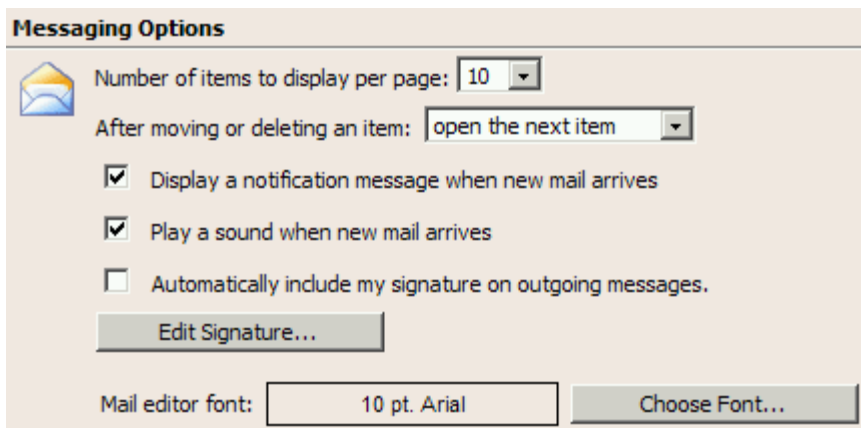 Messaging Options
Number of items to display per page: 10
After moving or deleting an item: open the next item
Display a notification message when new mail arrives
Play a sound when new mail arrives
Automatically include my signature on outgoing messages.
Edit Signature...
Mail editor font: 10 pt. Arial Choose Font...